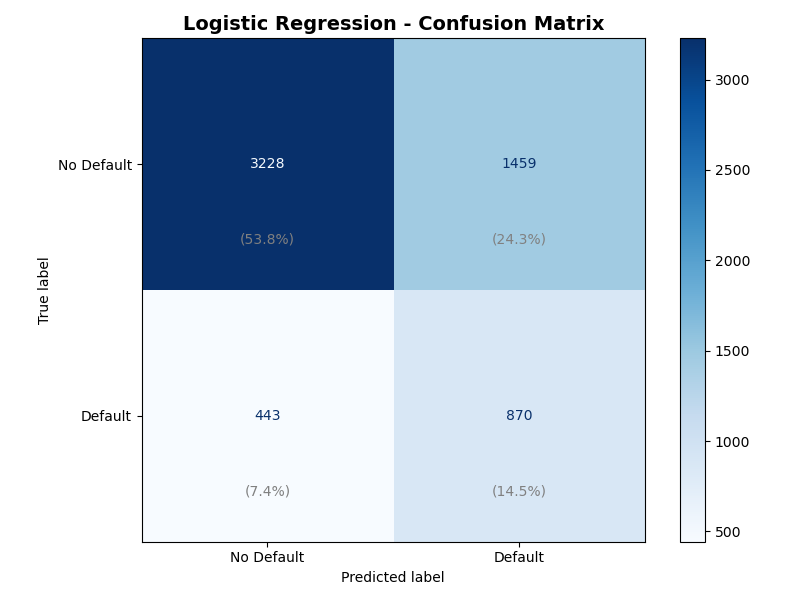 Logistic Regression - Confusion Matrix
No Default
3228
1459
(53.8%)
(24.3%)
True label
Default
443
870
(7.4%)
(14.5%)
No Default
Default
Predicted label
3000
2500
2000
1500
1000
500